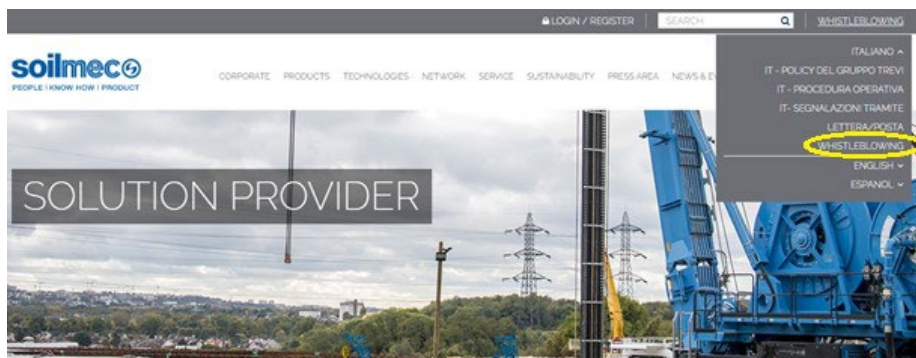 LOGIN / REGISTER SEARCH WHISTLEBLOWING
soilmec
PEOPLE | KNOW HOW | PRODUCT
CORPORATE PRODUCTS TECHNOLOGIES NETWORK SERVICE SUSTAINABILITY PRESS AREA NEWS & E
ITALIANO
IT - POLICY DEL GRUPPO TREVI
IT - PROCEDURA OPERATIVA
IT- SEGNALAZIONI TRAMITE
LETTERA/POSTA
WHISTLEBLOWING
ENGLISH
ESPANOL
SOLUTION PROVIDER